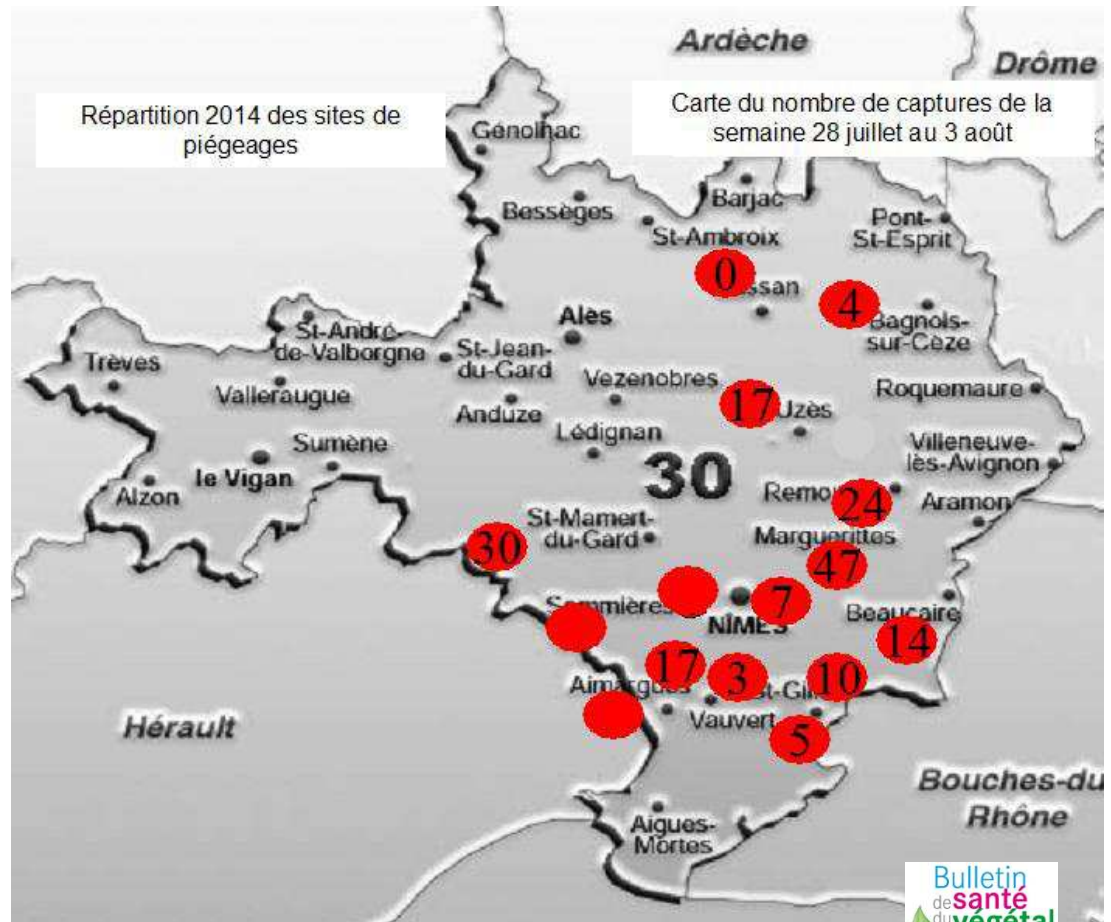 Ardèche
Drôme
Répartition 2014 des sites de
piégeages
Carte du nombre de captures de la
semaine 28 juillet au 3 août
Génolhac
Barjac
Bessèges
Pont-
St-Esprit
St-Ambroix
0
ssan
4
Alès
Bagnols-
sur-Cèze
St-André-
de-Valborgne
St-Jean-
du-Gard
Trèves
Vezenobres
Roquemaure
Valleraugue
17
Uzès
Anduze
Lédignan
Villeneuve-
lès-Avignon
Sumène
le Vigan
30
Alzon
24
Aramon
St-Mamert-
du-Gard
Marguerittes
30
47
7
Beaucaire
NÎMES
14
17
3
10
Vauvert
5
Hérault
Bouches-du
Rhône
Aigues-
Mortes
Bulletin
de santé
du végétal